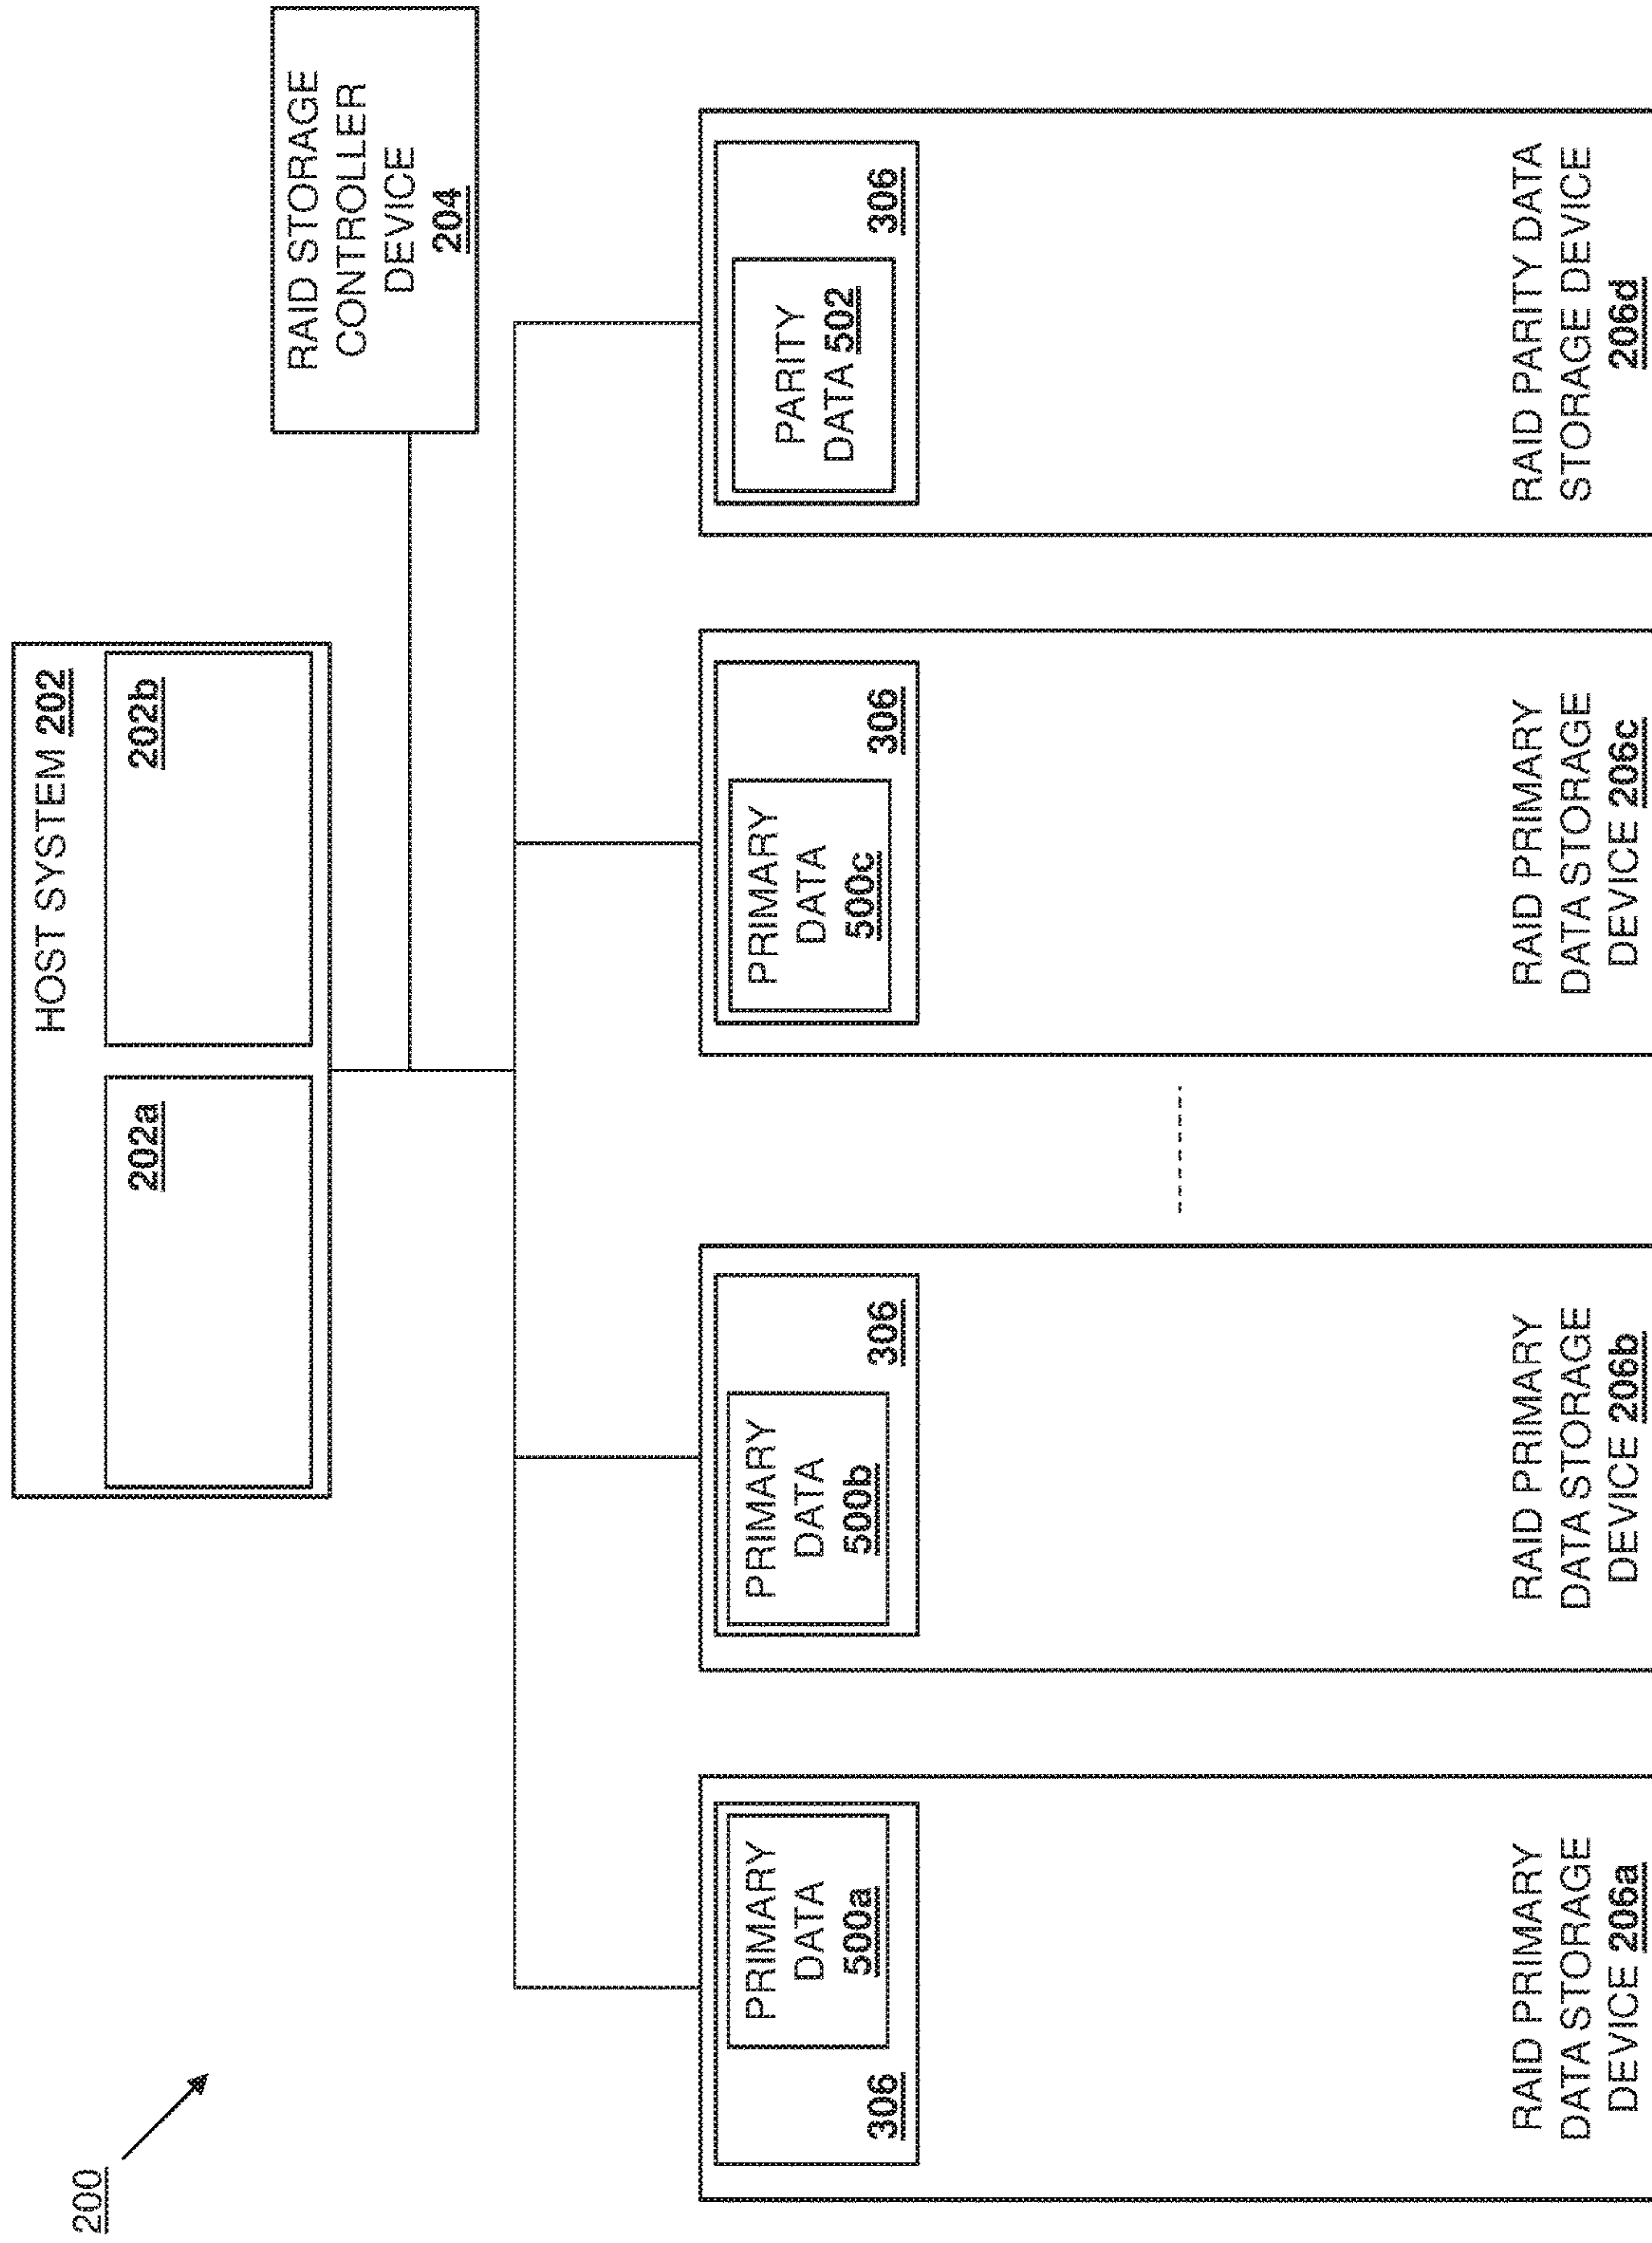 200
HOST SYSTEM 202
202a
202b
RAID STORAGE
CONTROLLER
DEVICE
204
306
PRIMARY
DATA
500a
RAID PRIMARY
DATA STORAGE
DEVICE 206a
PRIMARY
DATA
500b
306
RAID PRIMARY
DATA STORAGE
DEVICE 206b
PRIMARY
DATA
500c
306
RAID PRIMARY
DATA STORAGE
DEVICE 206c
PARITY
DATA 502
306
RAID PARITY DATA
STORAGE DEVICE
206d